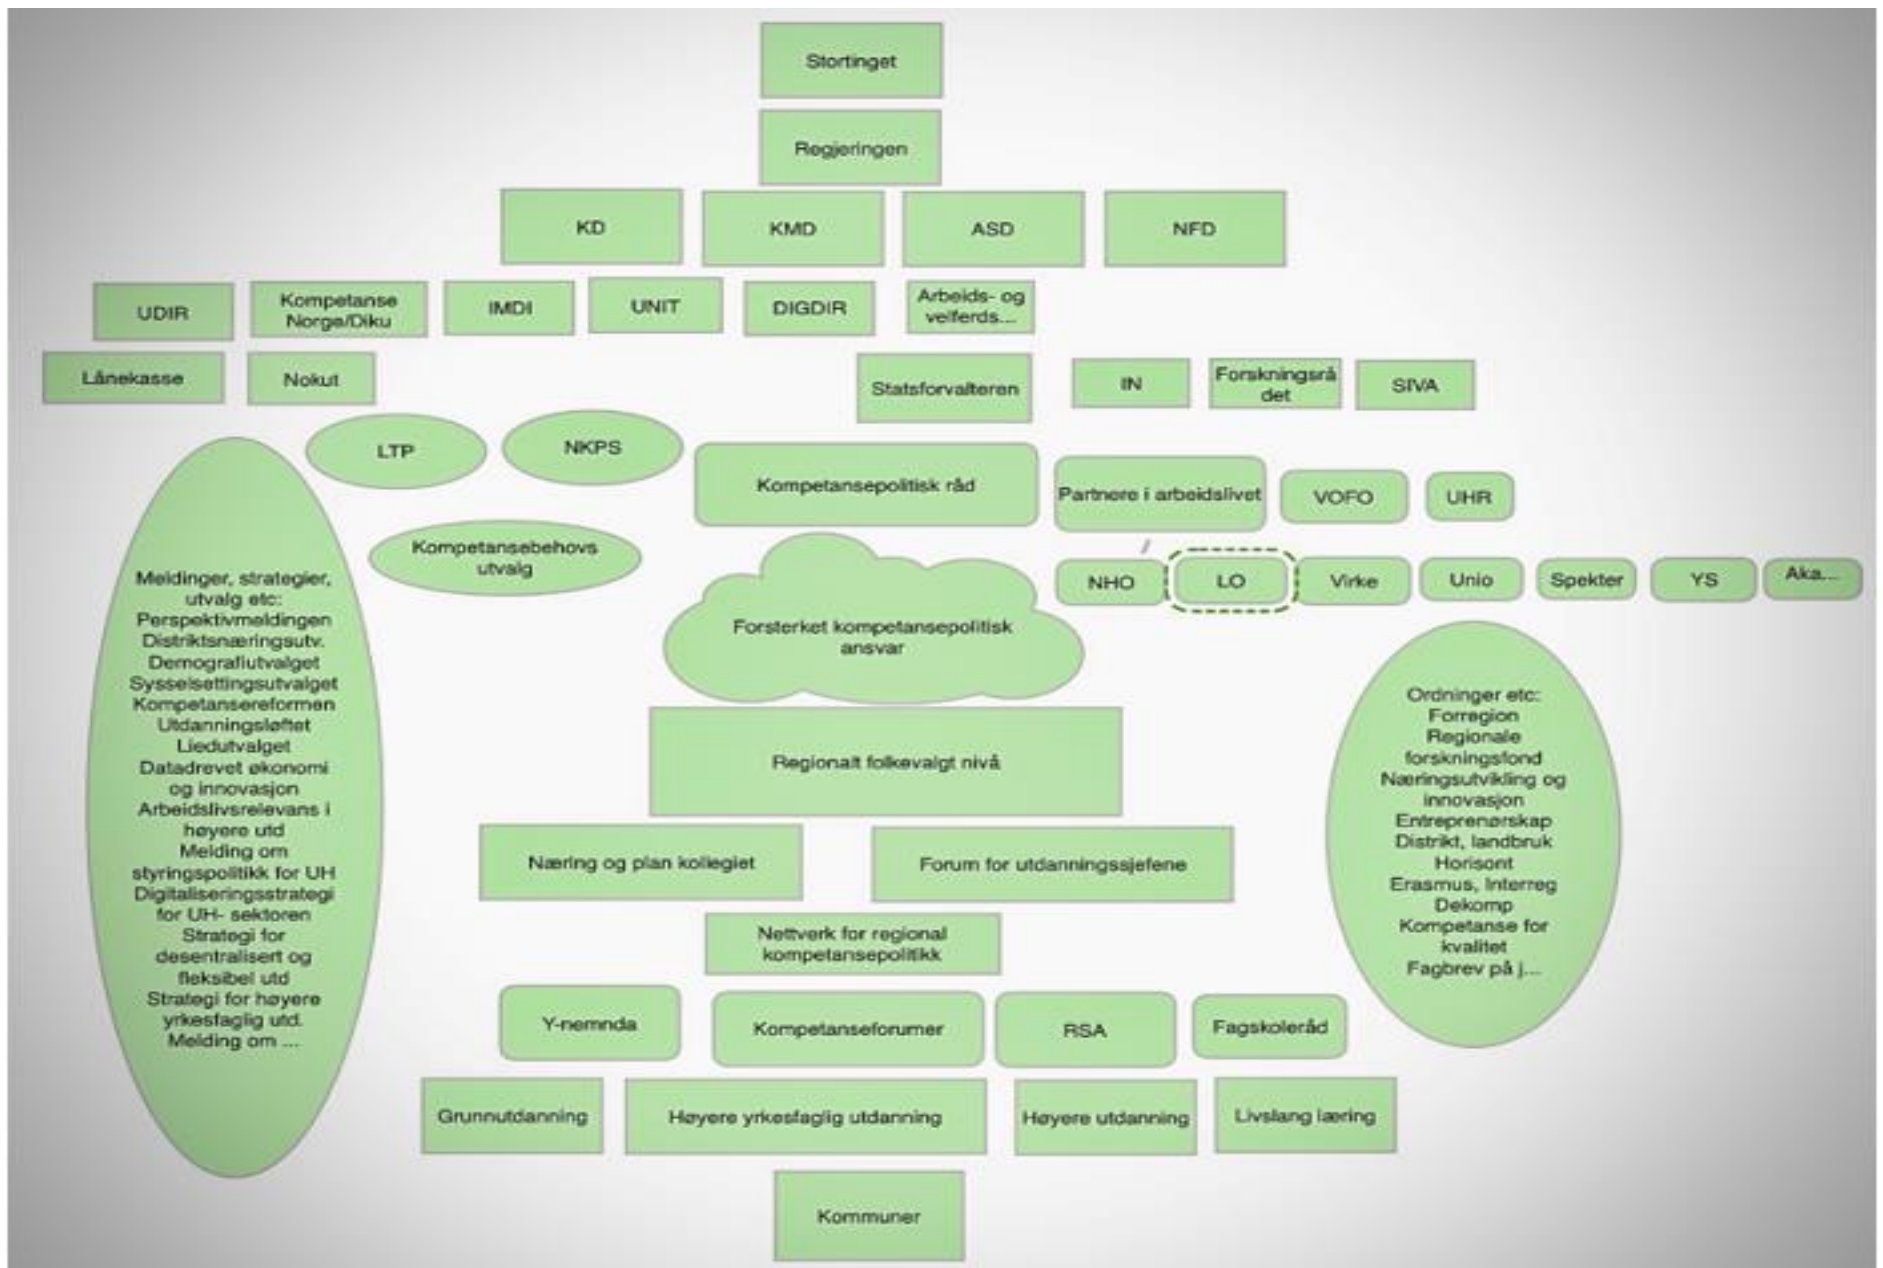 Stortinget
Regjeringen
KD
KMD
ASD
NFD
UDIR
Kompetanse
Norge/Diku
IMDI
UNIT
DIGDIR
Arbeids- og
velferds...
Lånekasse
Nokut
Statsforvalteren
IN
Forskningsrå
det
SIVA
LTP
NKPS
Kompetansepolitisk råd
Partnere i arbeidslivet
VOFO
UHR
Kompetansebehovs
utvalg
NHO
LO
Virke
Unio
Spekter
YS
Aka...
Forsterket kompetansepolitisk
ansvar
Meldinger, strategier,
utvalg etc:
Perspektivmeldingen
Distriktsnæringsutv.
Demografiutvalget
Sysselsettingsutvalget
Kompetansereformen
Utdanningsløftet
Liedutvalget
Datadrevet økonomi
og innovasjon
Arbeidslivsrelevans i
høyere utd
Melding om
styringspolitikk for UH
Digitaliseringsstrategi
for UH- sektoren
Strategi for
desentralisert og
fleksibel utd
Strategi for høyere
yrkesfaglig utd.
Melding om ...
Regionalt folkevalgt nivå
Ordninger etc:
Forregion
Regionale
forskningsfond
Næringsutvikling og
innovasjon
Entreprenørskap
Distrikt, landbruk
Horisont
Erasmus, Interreg
Dekomp
Kompetanse for
kvalitet
Fagbrev på j...
Næring og plan kollegiet
Forum for utdanningssjefene
Nettverk for regional
kompetansepolitikk
Y-nemnda
Kompetanseforumer
RSA
Fagskoleråd
Grunnutdanning
Høyere yrkesfaglig utdanning
Høyere utdanning
Livslang læring
Kommuner